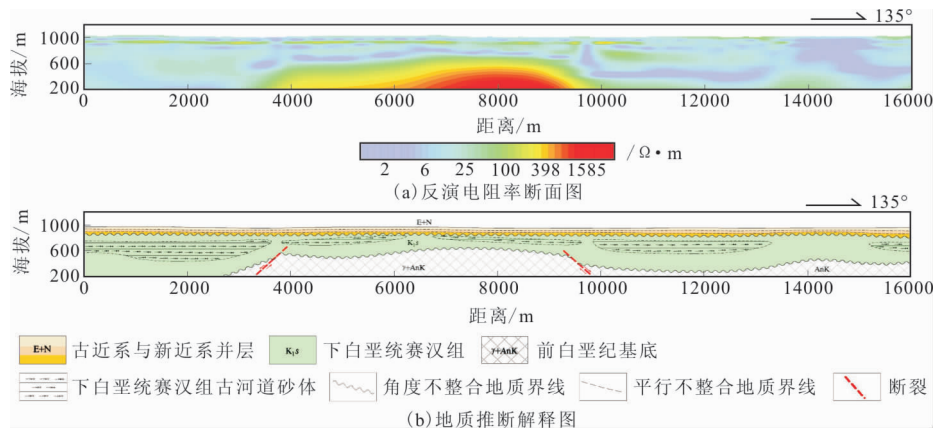 135°
海拔/m
1000
600
200
0 2000 4000 6000 8000 10000 12000 14000 16000
距离/m
2 6 25 100 398 1585 /Ω·m
(a)反演电阻率断面图
135°
海拔/m
1000
600
200
E+N
K₁s
γ+AnK
AnK
0 2000 4000 6000 8000 10000 12000 14000 16000
距离/m
E+N 古近系与新近系并层 K₁s 下白垩统赛汉组 γ+AnK 前白垩纪基底
下白垩统赛汉组古河道砂体 角度不整合地质界线 平行不整合地质界线 断裂
(b)地质推断解释图